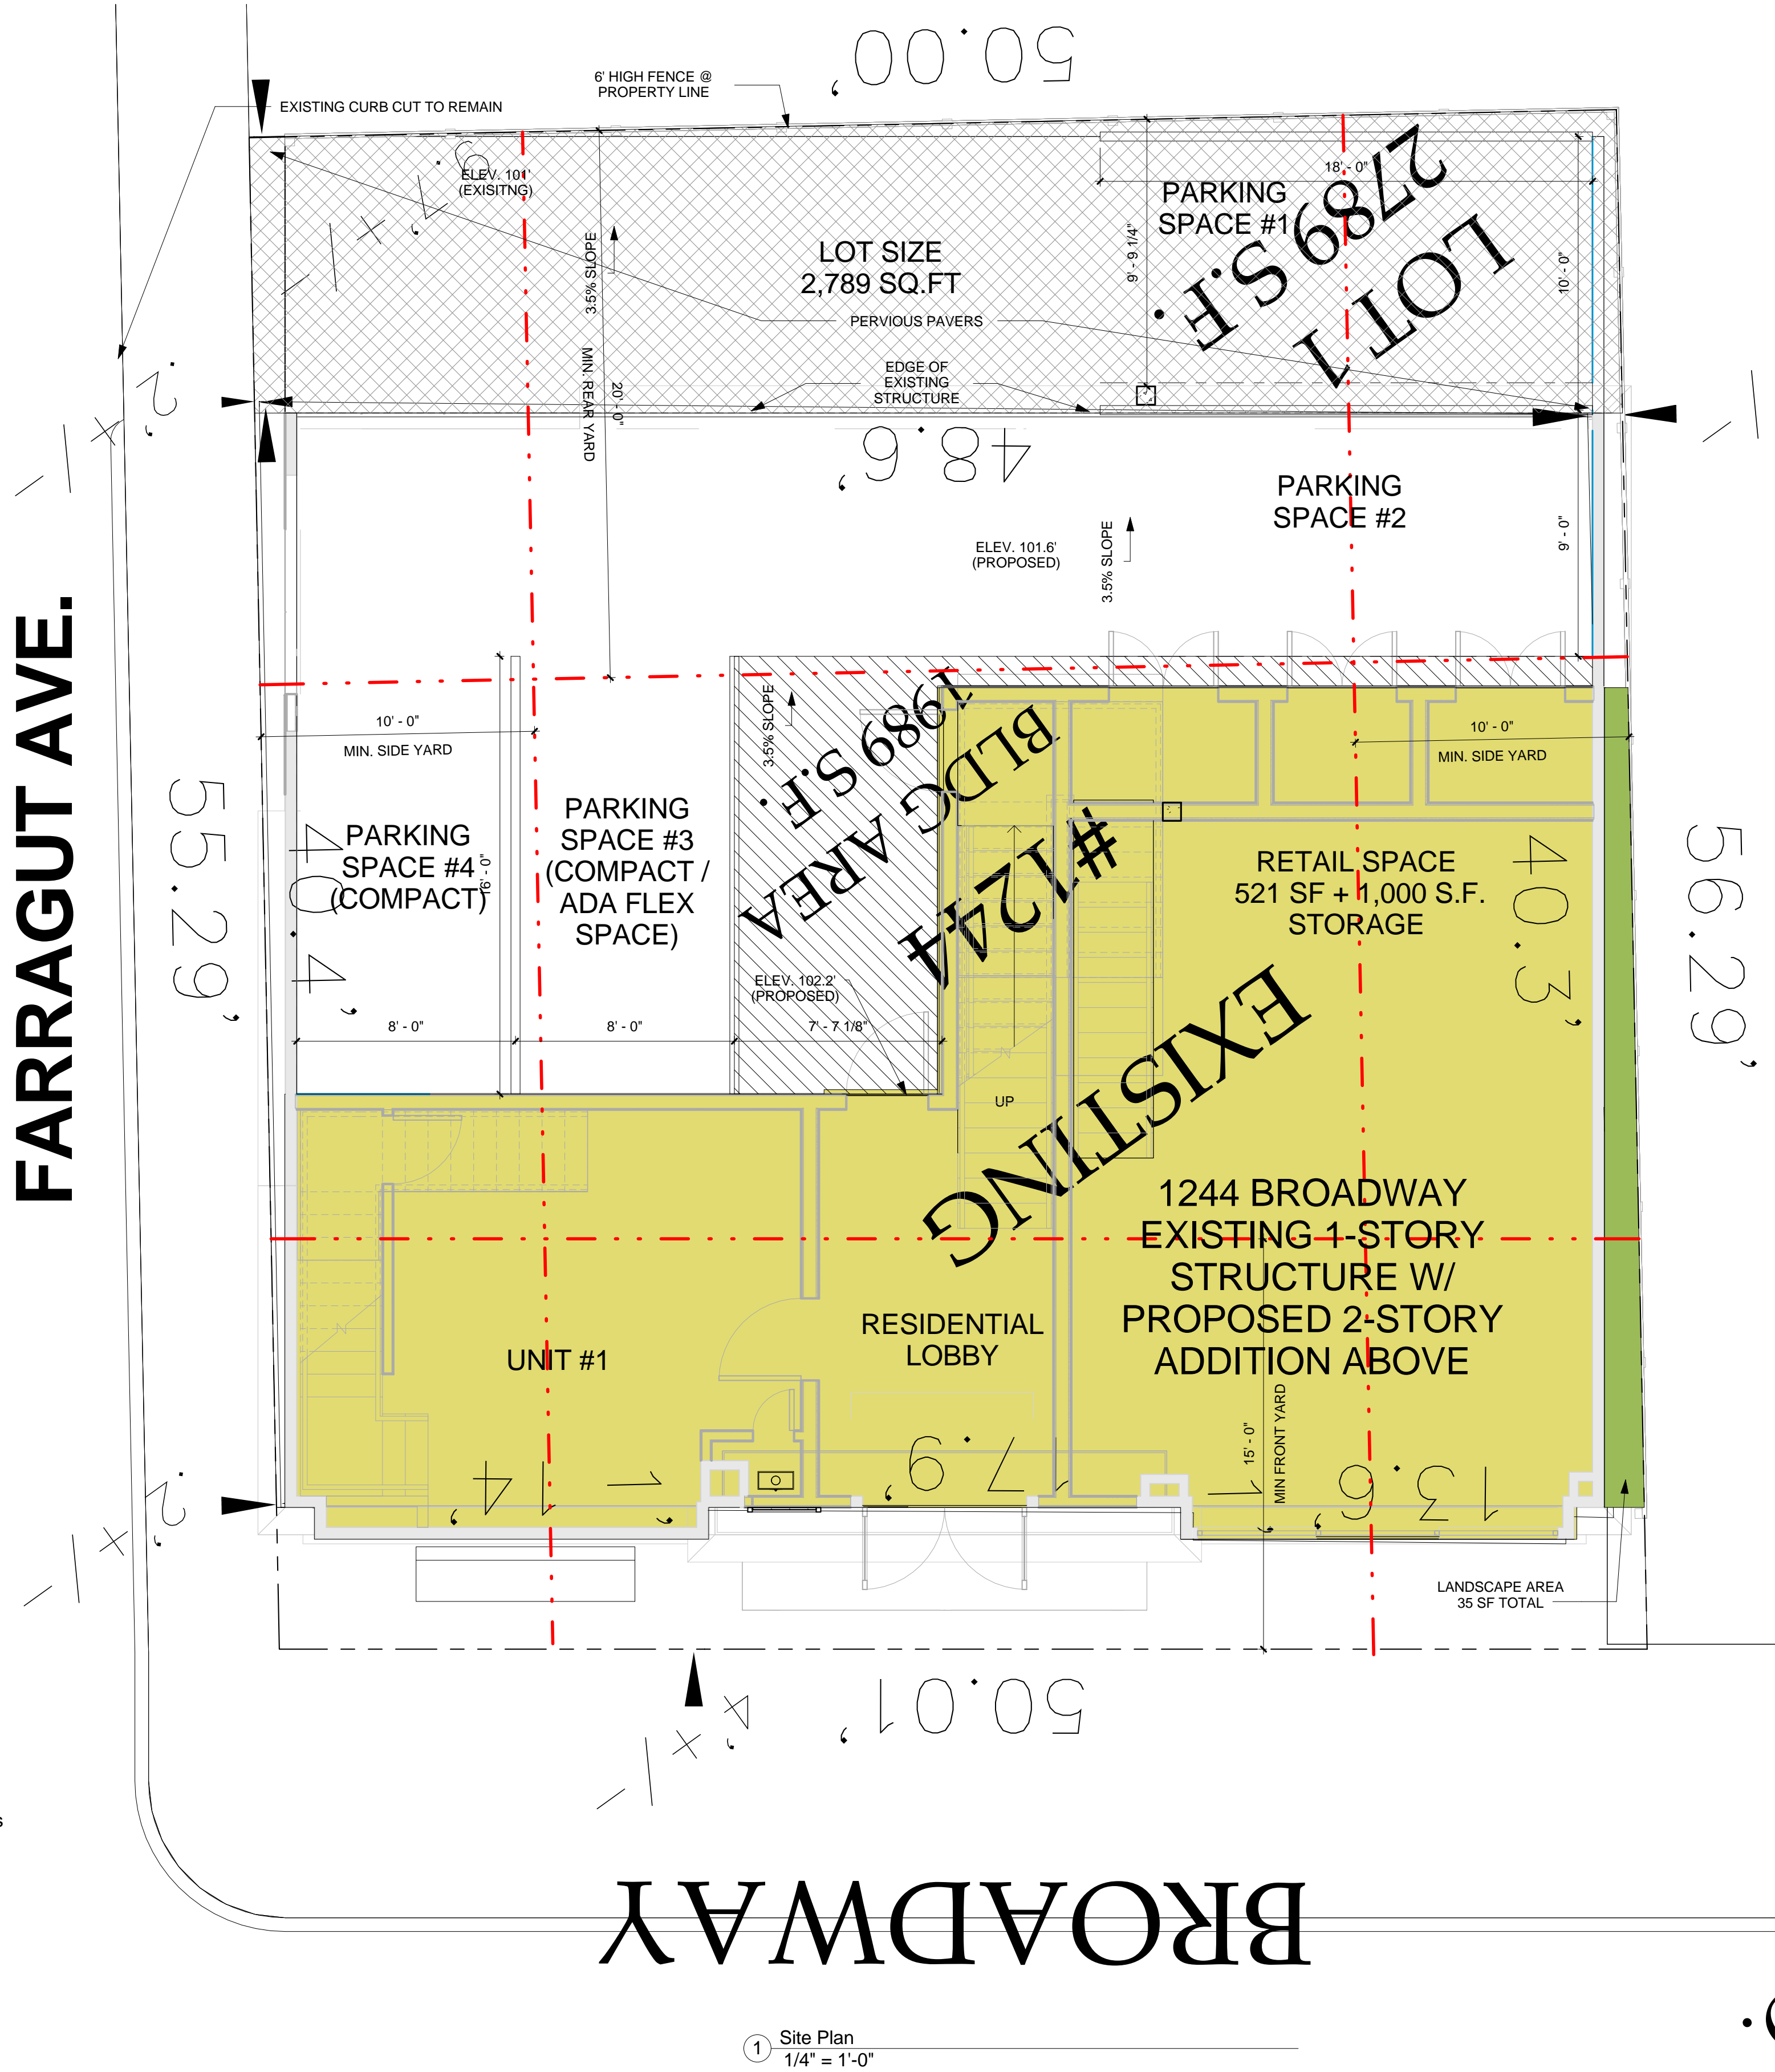 50.00'
6' HIGH FENCE @
PROPERTY LINE
EXISTING CURB CUT TO REMAIN
ELEV. 101'
(EXISITNG)
18' - 0"
PARKING
SPACE #1
LOT 1
2789 S.F.
LOT SIZE
2,789 SQ.FT
3.5% SLOPE
9' - 9 1/4"
10' - 0"
PERVIOUS PAVERS
EDGE OF
EXISTING
STRUCTURE
MIN. REAR YARD
20' - 0"
48.6'
PARKING
SPACE #2
ELEV. 101.6'
(PROPOSED)
3.5% SLOPE
9' - 0"
FARRAGUT AVE.
10' - 0"
MIN. SIDE YARD
3.5% SLOPE
10' - 0"
MIN. SIDE YARD
55.29'
40.4'
PARKING
SPACE #4
(COMPACT)
16' - 0"
PARKING
SPACE #3
(COMPACT /
ADA FLEX
SPACE)
EXISTING
#1244
BLDG AREA
1989 S.F.
RETAIL SPACE
521 SF + 1,000 S.F.
STORAGE
40.3'
56.29'
ELEV. 102.2'
(PROPOSED)
8' - 0"
8' - 0"
7' - 7 1/8"
UP
1244 BROADWAY
EXISTING 1-STORY
STRUCTURE W/
PROPOSED 2-STORY
ADDITION ABOVE
RESIDENTIAL
LOBBY
UNIT #1
15' - 0"
MIN FRONT YARD
13.6'
17.9'
14'
LANDSCAPE AREA
35 SF TOTAL
50.01'
BROADWAY
1
Site Plan
1/4" = 1'-0"